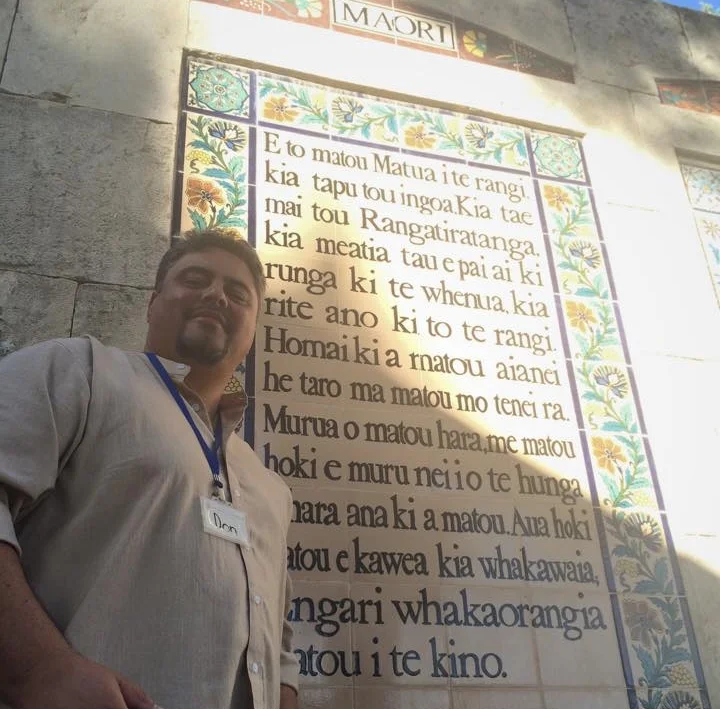 MAORI
E to matou Matua i te rangi.
kia tapu tou ingoa. Kia tae
mai tou Rangatiratanga.
kia meatia tau e pai ai ki
runga ki te whenua, kia
rite ano ki to te rangi.
Homai ki a matou aianei
he taro ma matou mo tenei ra.
Murua o matou hara, me matou
hoki e muru nei i o te hunga
hara ana ki a matou. Aua hoki
atou e kawea kia whakawaia,
ngari whakaorangia
atou i te kino.
Don